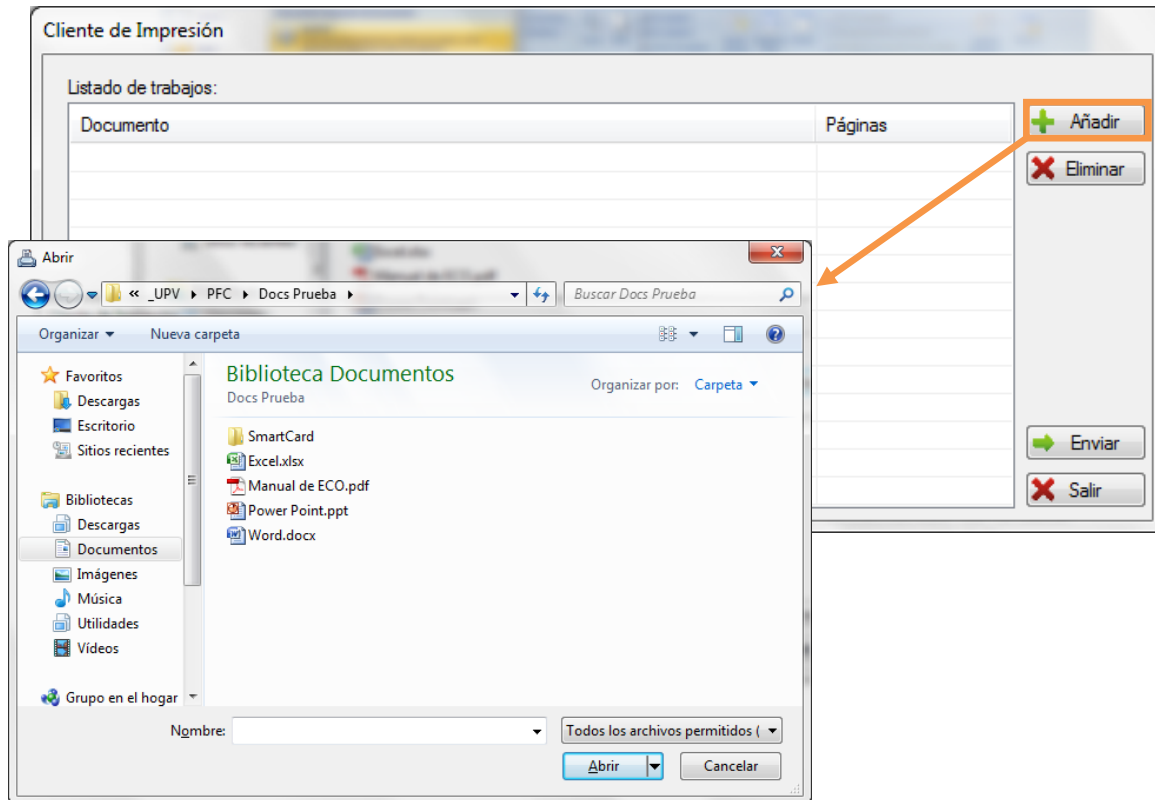 Cliente de Impresión
Listado de trabajos:
Documento Páginas
Añadir
Eliminar
Enviar
Salir
Abrir
« _UPV PFC Docs Prueba Buscar Docs Prueba
Organizar Nueva carpeta
Favoritos
Descargas
Escritorio
Sitios recientes
Bibliotecas
Descargas
Documentos
Imágenes
Música
Utilidades
Vídeos
Grupo en el hogar
Biblioteca Documentos
Docs Prueba
Organizar por: Carpeta
SmartCard
Excel.xlsx
Manual de ECO.pdf
Power Point.ppt
Word.docx
Nombre: Todos los archivos permitidos (
Abrir Cancelar